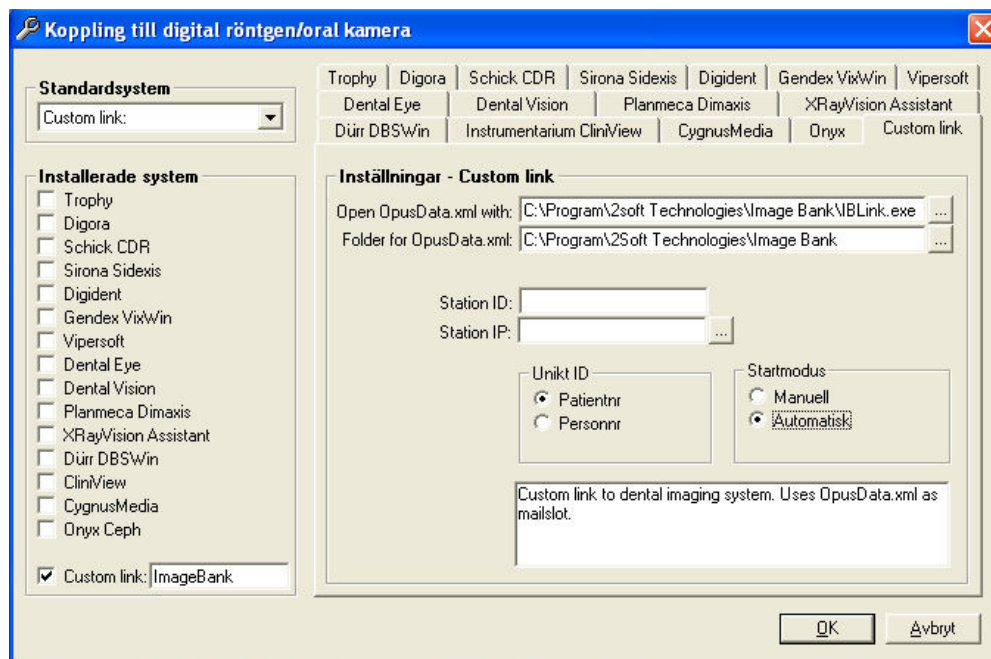 Koppling till digital röntgen/oral kamera
Standardsystem
Custom link:
Installerade system
Trophy
Digora
Schick CDR
Sirona Sidexis
Digident
Gendex VixWin
Vipersoft
Dental Eye
Dental Vision
Planmeca Dimaxis
XRayVision Assistant
Dürr DBSWin
CliniView
CygnusMedia
Onyx Ceph
Custom link: ImageBank
Trophy Digora Schick CDR Sirona Sidexis Digident Gendex VixWin Vipersoft
Dental Eye Dental Vision Planmeca Dimaxis XRayVision Assistant
Dürr DBSWin Instrumentarium CliniView CygnusMedia Onyx Custom link
Inställningar - Custom link
Open OpusData.xml with: C:\Program\2soft Technologies\Image Bank\IBLink.exe ...
Folder for OpusData.xml: C:\Program\2Soft Technologies\Image Bank ...
Station ID:
Station IP: ...
Unikt ID
Patientnr
Personnr
Startmodus
Manuell
Automatisk
Custom link to dental imaging system. Uses OpusData.xml as
mailslot.
OK Avbryt